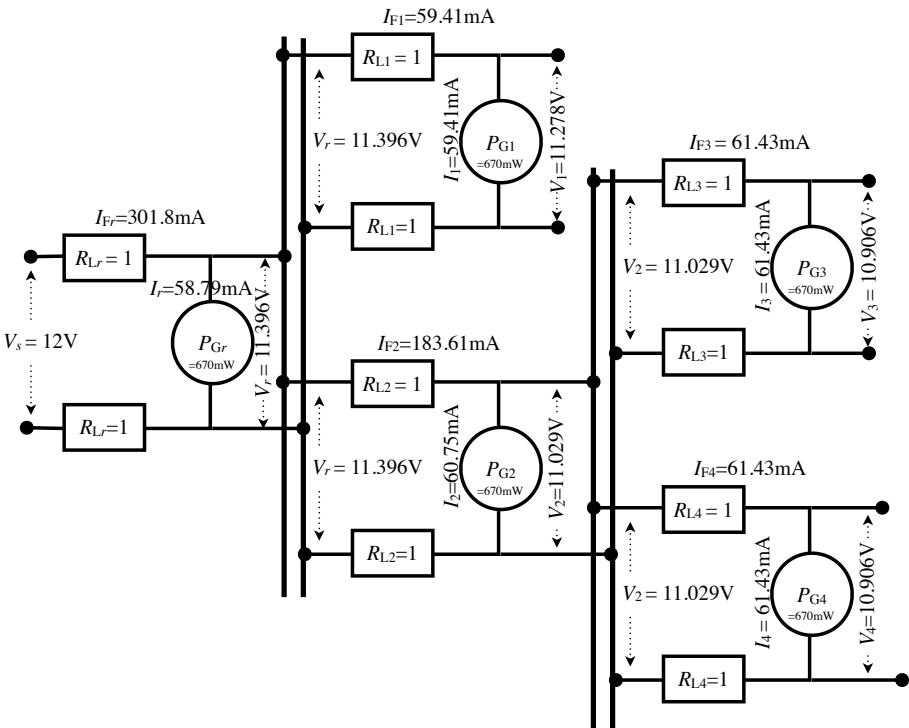 I_F1=59.41mA
R_L1 = 1
V_r = 11.396V
I_1=59.41mA
P_G1
=670mW
V_1=11.278V
R_L1=1
I_Fr=301.8mA
R_Lr = 1
I_r=58.79mA
V_s = 12V
P_Gr
=670mW
V_r = 11.396V
R_Lr=1
I_F2=183.61mA
R_L2 = 1
V_r = 11.396V
I_2=60.75mA
P_G2
=670mW
V_2=11.029V
R_L2=1
I_F3 = 61.43mA
R_L3 = 1
V_2 = 11.029V
I_3 = 61.43mA
P_G3
=670mW
V_3 = 10.906V
R_L3=1
I_F4=61.43mA
R_L4 = 1
V_2 = 11.029V
I_4 = 61.43mA
P_G4
=670mW
V_4=10.906V
R_L4=1